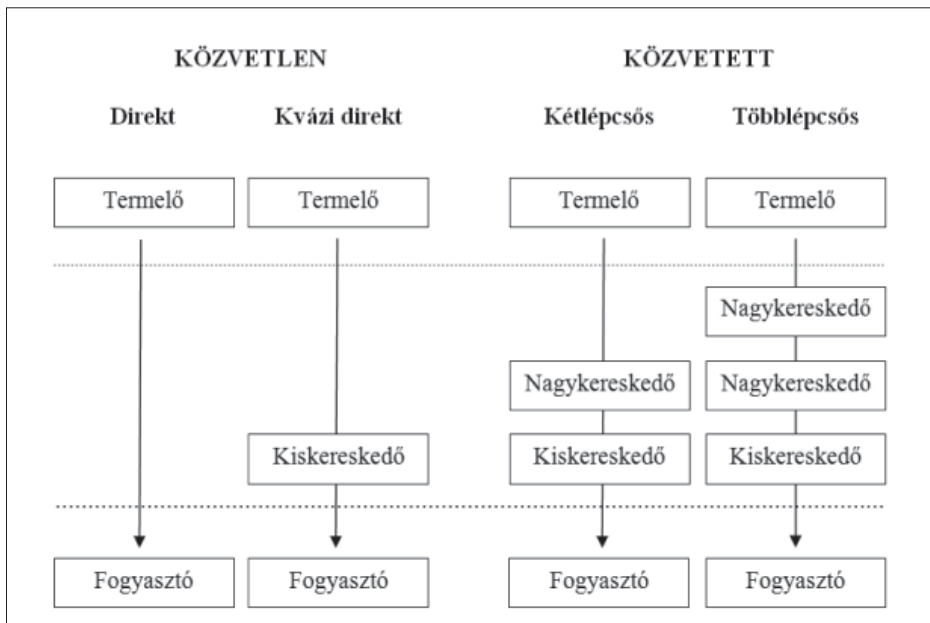 KÖZVETLEN KÖZVETETT
Direkt Kvázi direkt Kétlépcsős Többlépcsős
Termelő Termelő Termelő Termelő
Nagykereskedő
Nagykereskedő Nagykereskedő
Kiskereskedő Kiskereskedő Kiskereskedő
Fogyasztó Fogyasztó Fogyasztó Fogyasztó